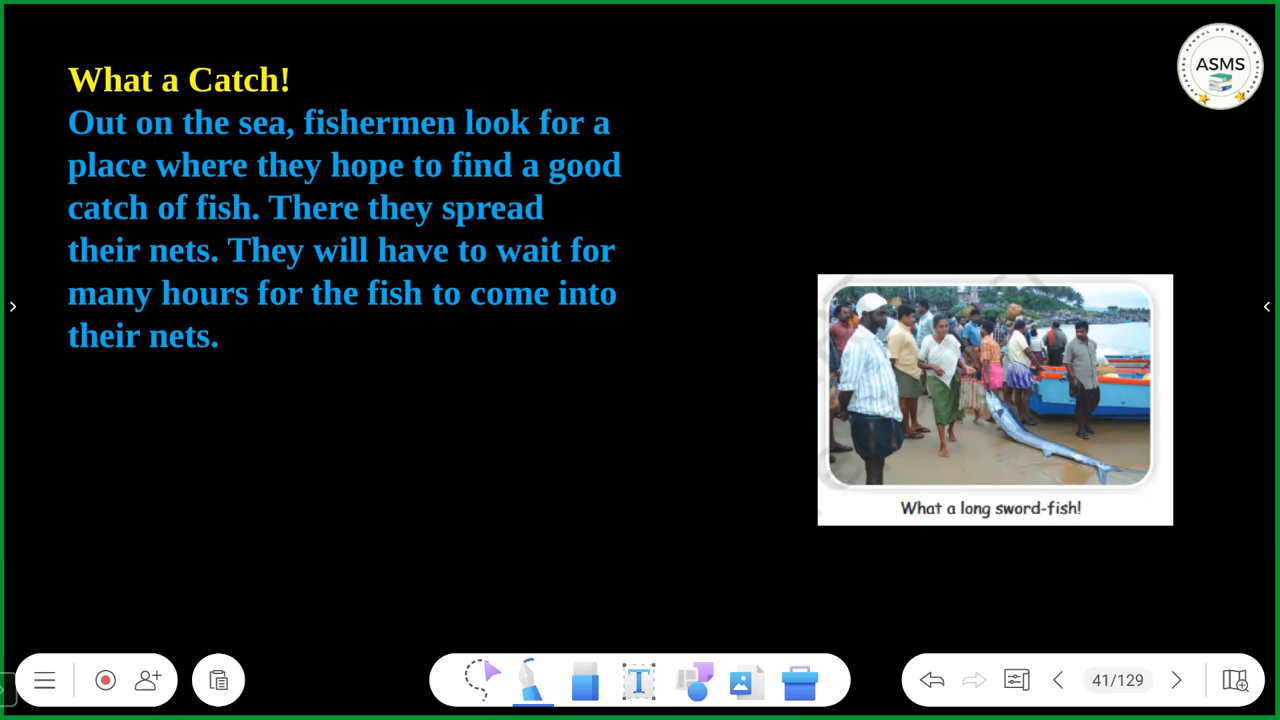 What a Catch!
Out on the sea, fishermen look for a
place where they hope to find a good
catch of fish. There they spread
their nets. They will have to wait for
many hours for the fish to come into
their nets.
ASMS
What a long sword-fish!
41/129